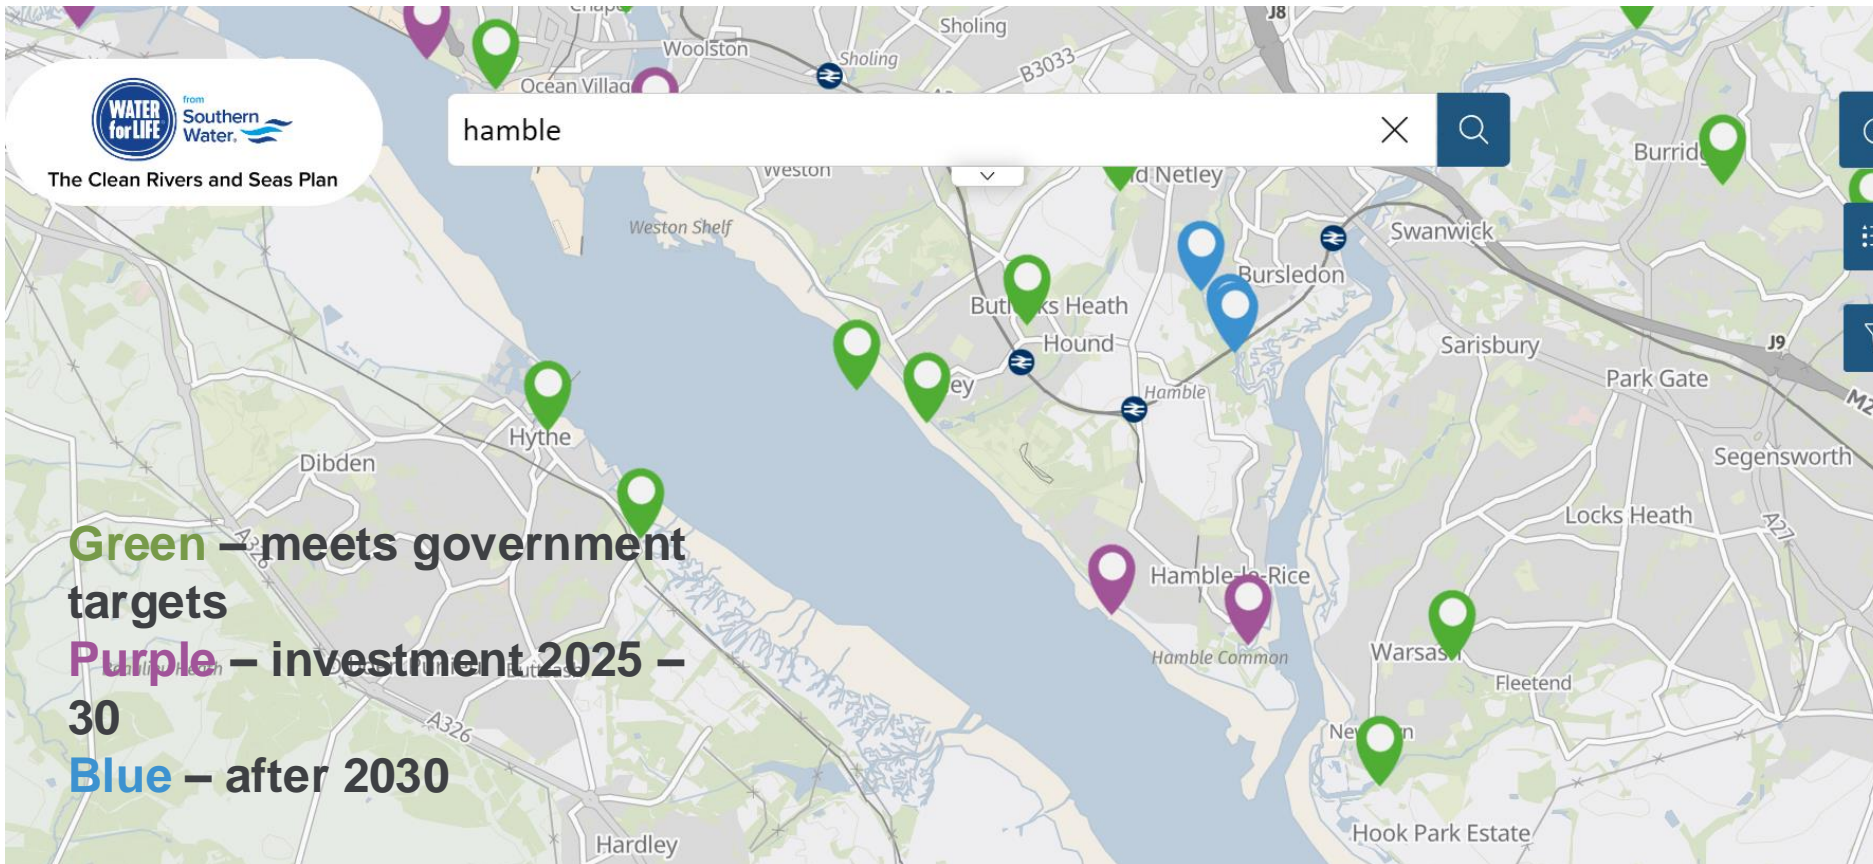 J8
Sholing
Woolston
Sholing
B3033
WATER for LIFE
from
Southern
Water.
The Clean Rivers and Seas Plan
hamble
Weston
Netley
Burrid
Weston Shelf
Swanwick
Bursledon
Heath
Hound
Sarisbury
J9
Park Gate
Hamble
Hythe
Dibden
Segensworth
Locks Heath
A27
Green – meets government
targets
Purple – investment 2025 –
30
Blue – after 2030
A326
Hamble-le-Rice
Hamble Common
Warsash
Fleetend
Hook Park Estate
Hardley